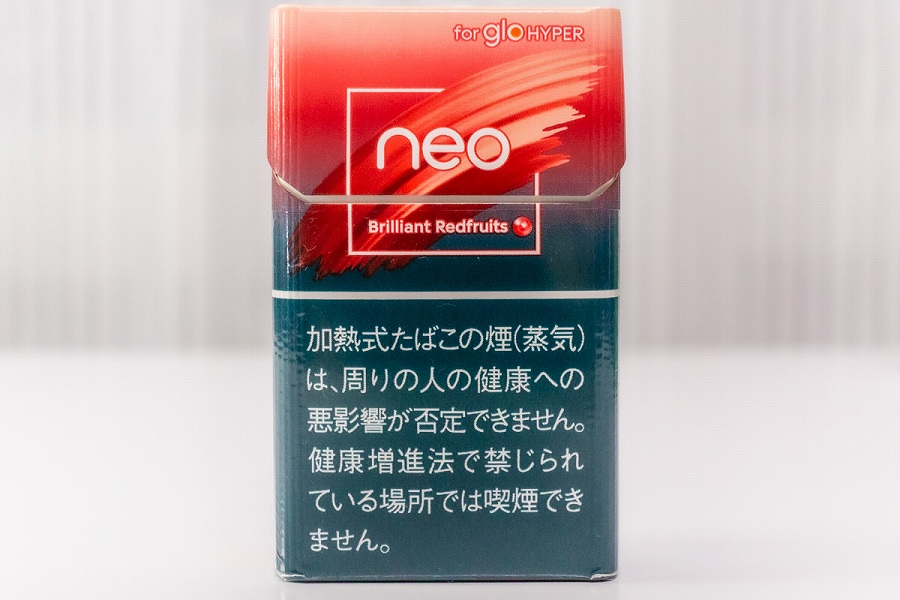 for glo HYPER
neo
Brilliant Redfruits
加熱式たばこの煙(蒸気)
は、周りの人の健康への
悪影響が否定できません。
健康増進法で禁じられ
ている場所では喫煙でき
ません。